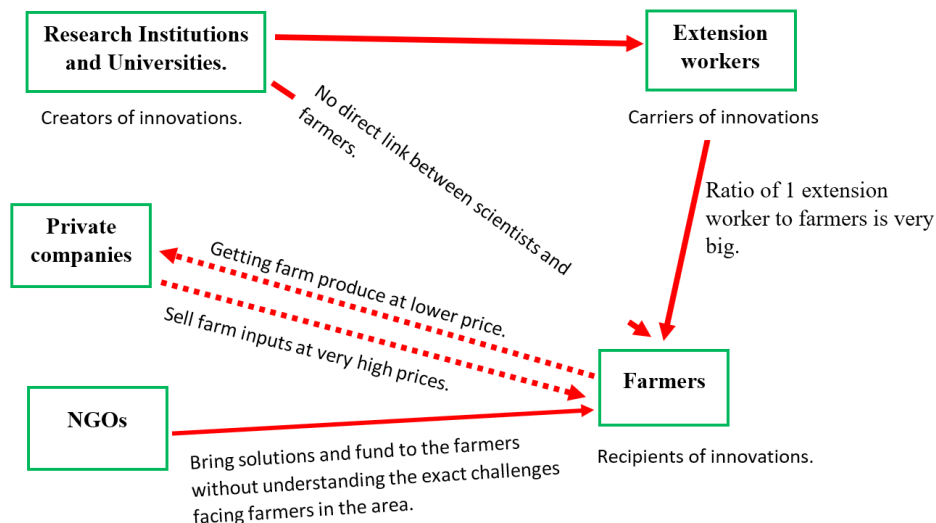 Research Institutions
and Universities.
Creators of innovations.
Extension
workers
Carriers of innovations
No direct link between scientists and
farmers.
Ratio of 1 extension
worker to farmers is very
big.
Private
companies
Getting farm produce at lower price.
Sell farm inputs at very high prices.
Farmers
Recipients of innovations.
NGOs
Bring solutions and fund to the farmers
without understanding the exact challenges
facing farmers in the area.